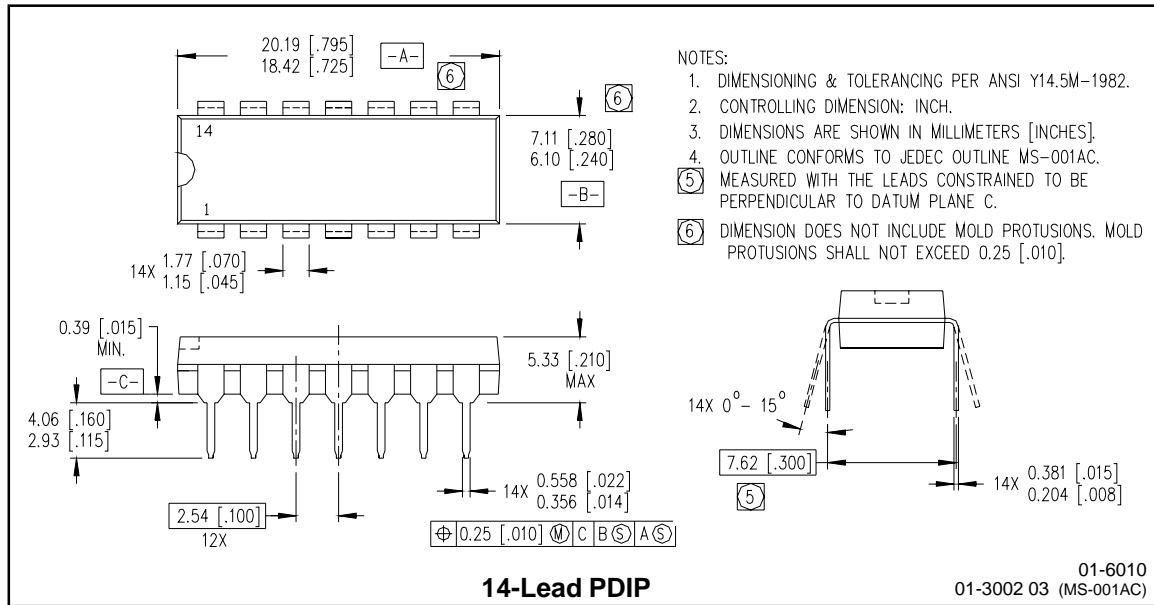 20.19 [.795]
18.42 [.725]
-A-
6
6
14
1
7.11 [.280]
6.10 [.240]
-B-
14X 1.77 [.070]
1.15 [.045]
NOTES:
1. DIMENSIONING & TOLERANCING PER ANSI Y14.5M-1982.
2. CONTROLLING DIMENSION: INCH.
3. DIMENSIONS ARE SHOWN IN MILLIMETERS [INCHES].
4. OUTLINE CONFORMS TO JEDEC OUTLINE MS-001AC.
5 MEASURED WITH THE LEADS CONSTRAINED TO BE
PERPENDICULAR TO DATUM PLANE C.
6 DIMENSION DOES NOT INCLUDE MOLD PROTUSIONS. MOLD
PROTUSIONS SHALL NOT EXCEED 0.25 [.010].
0.39 [.015]
MIN.
-C-
4.06 [.160]
2.93 [.115]
5.33 [.210]
MAX
2.54 [.100]
12X
14X 0.558 [.022]
0.356 [.014]
⌖ 0.25 [.010] Ⓜ C B Ⓢ A Ⓢ
14X 0°- 15°
7.62 [.300]
5
14X 0.381 [.015]
0.204 [.008]
14-Lead PDIP
01-6010
01-3002 03 (MS-001AC)